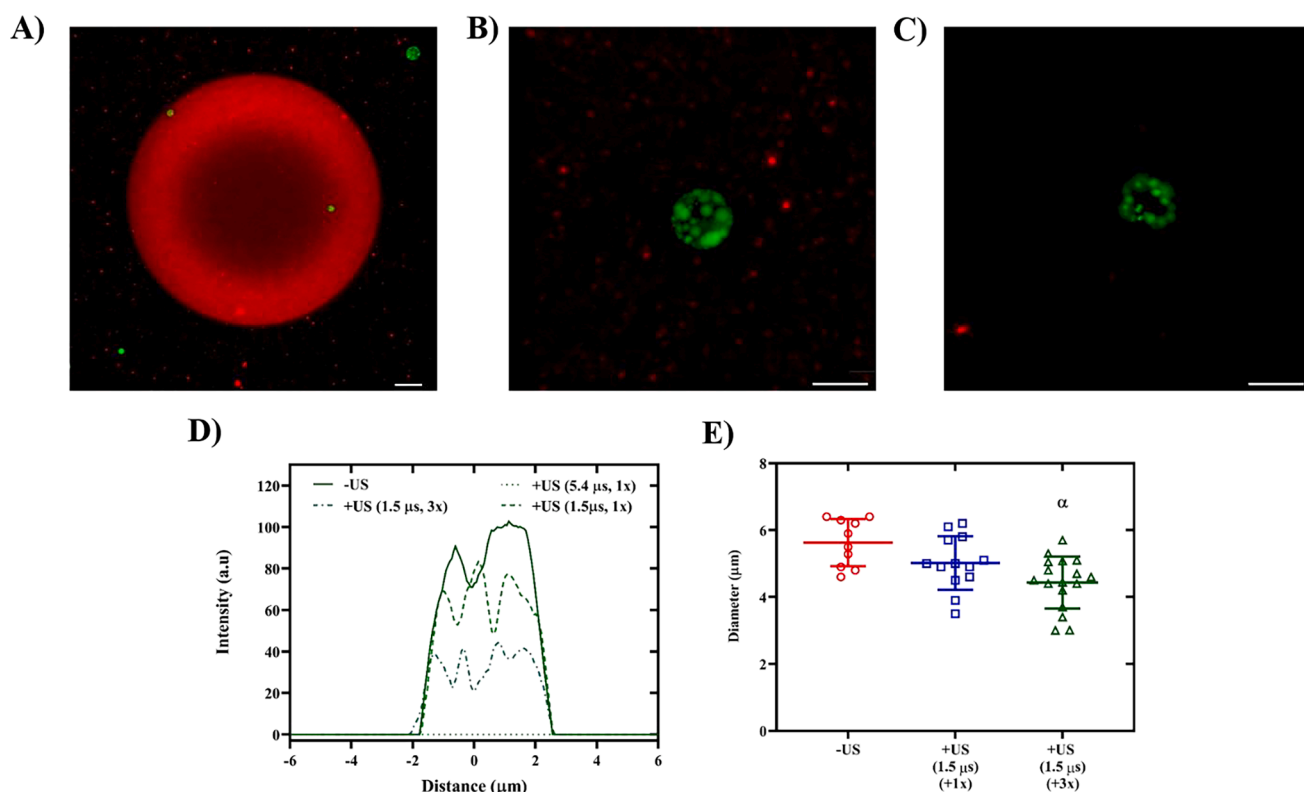 A)
B)
C)
D)
E)
120
100
80
60
40
20
0
Intensity (a.u)
-US
+US (5.4 μs, 1x)
+US (1.5 μs, 3x)
+US (1.5μs, 1x)
-6
-4
-2
0
2
4
6
Distance (μm)
8
6
4
2
0
Diameter (μm)
α
-US
+US
(1.5 μs)
(+1x)
+US
(1.5 μs)
(+3x)